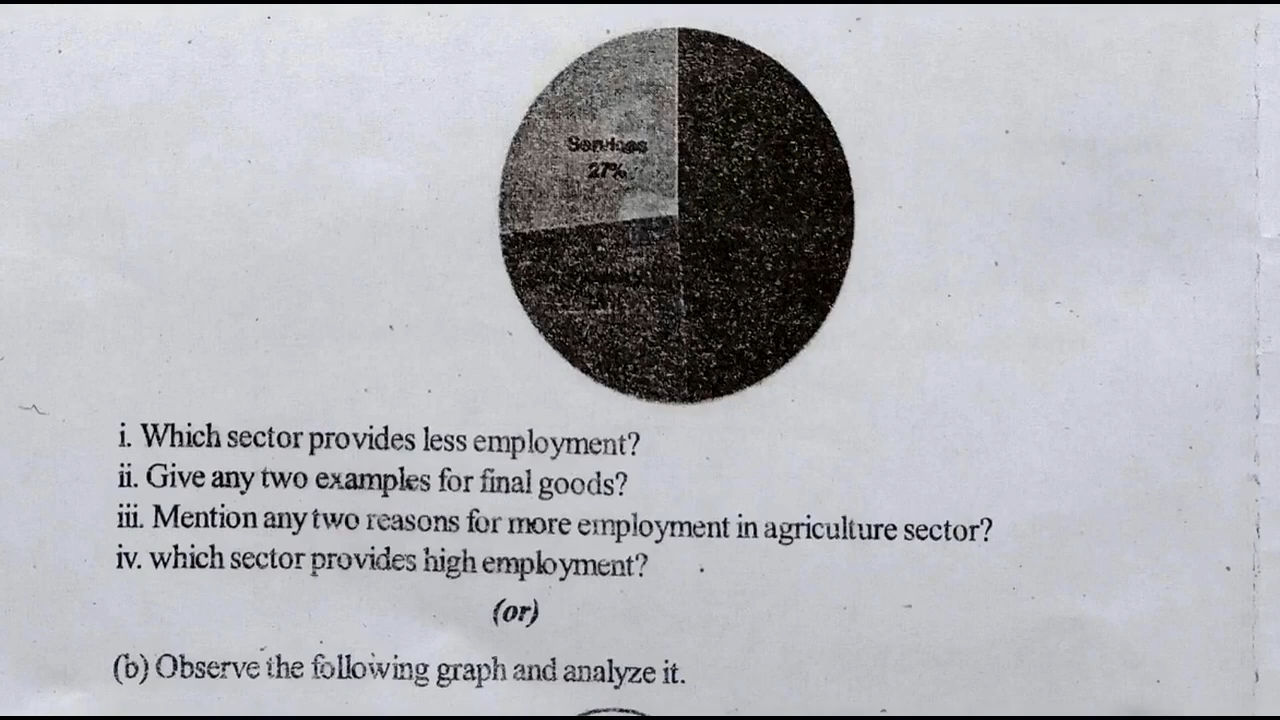 Services
27%
i. Which sector provides less employment?
ii. Give any two examples for final goods?
iii. Mention any two reasons for more employment in agriculture sector?
iv. which sector provides high employment?
(or)
(b) Observe the following graph and analyze it.